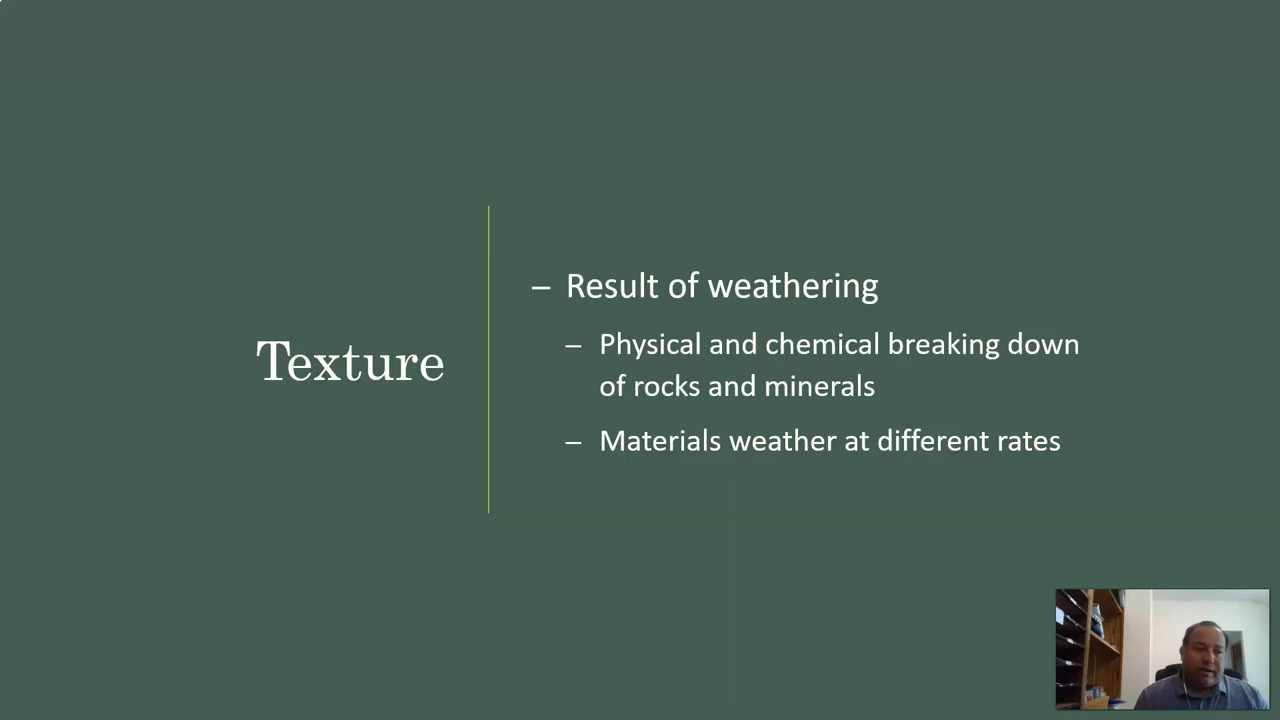 Texture
– Result of weathering
– Physical and chemical breaking down
of rocks and minerals
– Materials weather at different rates